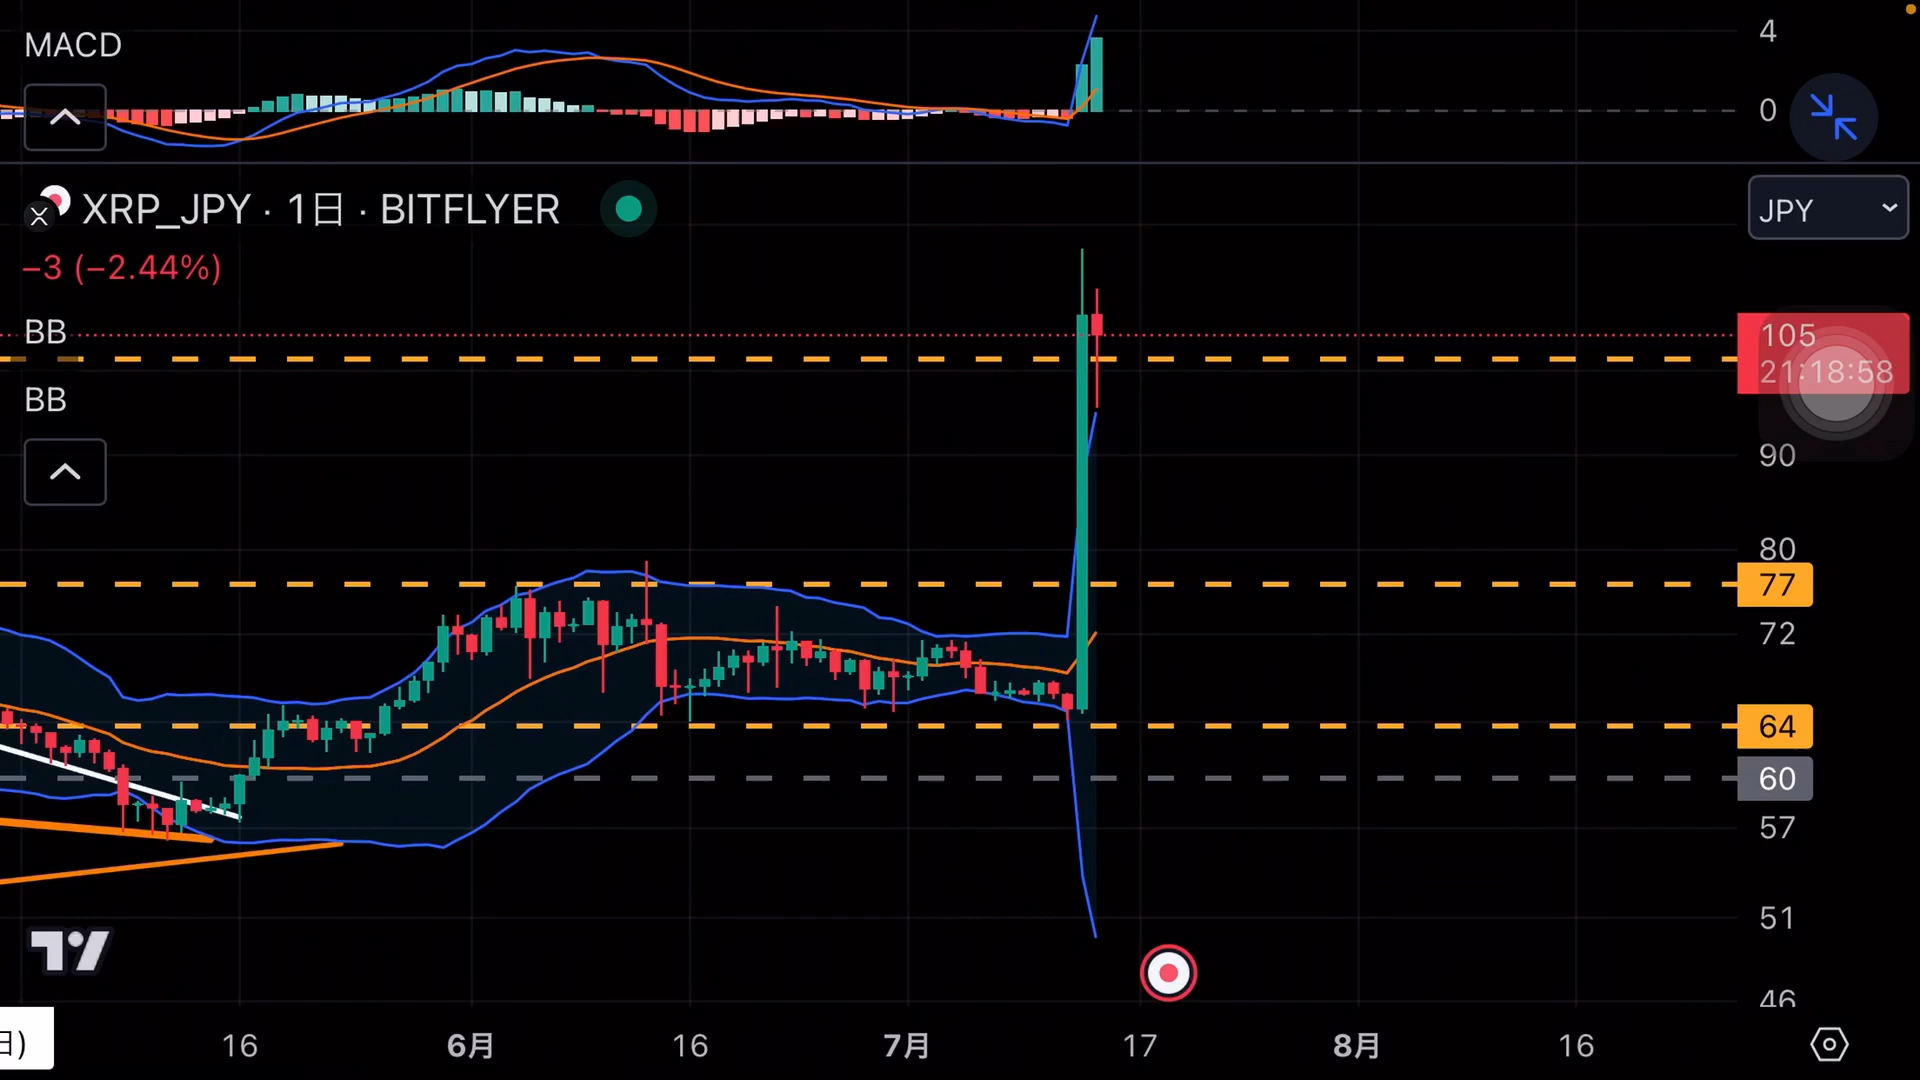 MACD
4
0
XRP_JPY · 1日 · BITFLYER
JPY
−3 (−2.44%)
BB
105
21:18:58
BB
90
80
77
72
64
60
57
51
46
日)
16
6月
16
7月
17
8月
16